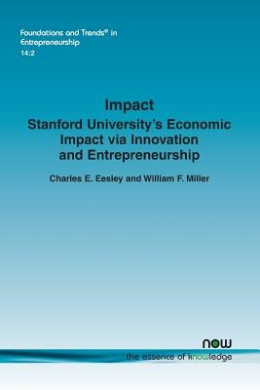 Foundations and Trends® in
Entrepreneurship
14:2
Impact
Stanford University's Economic
Impact via Innovation
and Entrepreneurship
Charles E. Eesley and William F. Miller
now
the essence of knowledge